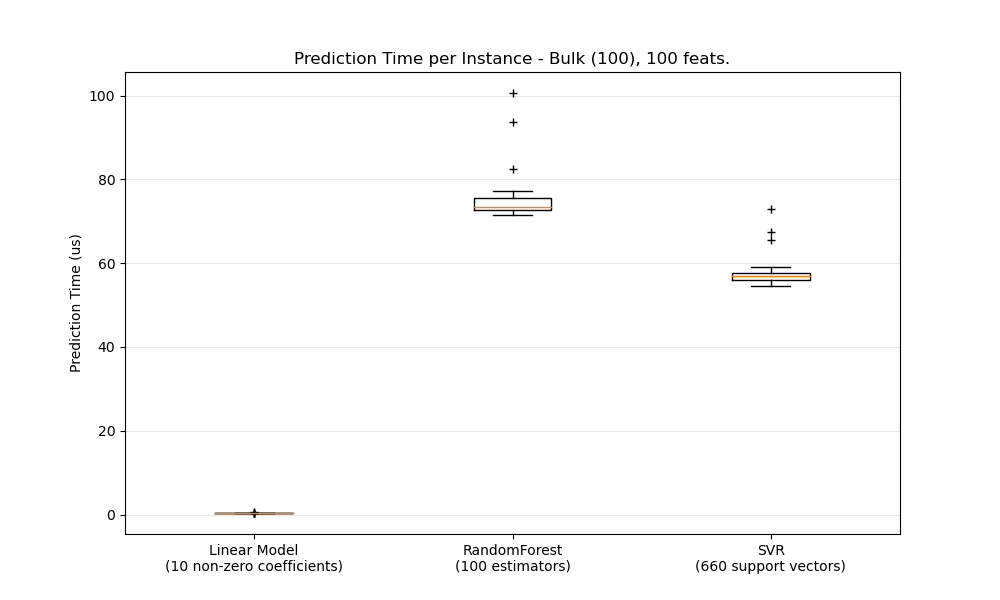 Prediction Time per Instance - Bulk (100), 100 feats.
Prediction Time (us)
100
80
60
40
20
0
Linear Model
(10 non-zero coefficients)
RandomForest
(100 estimators)
SVR
(660 support vectors)